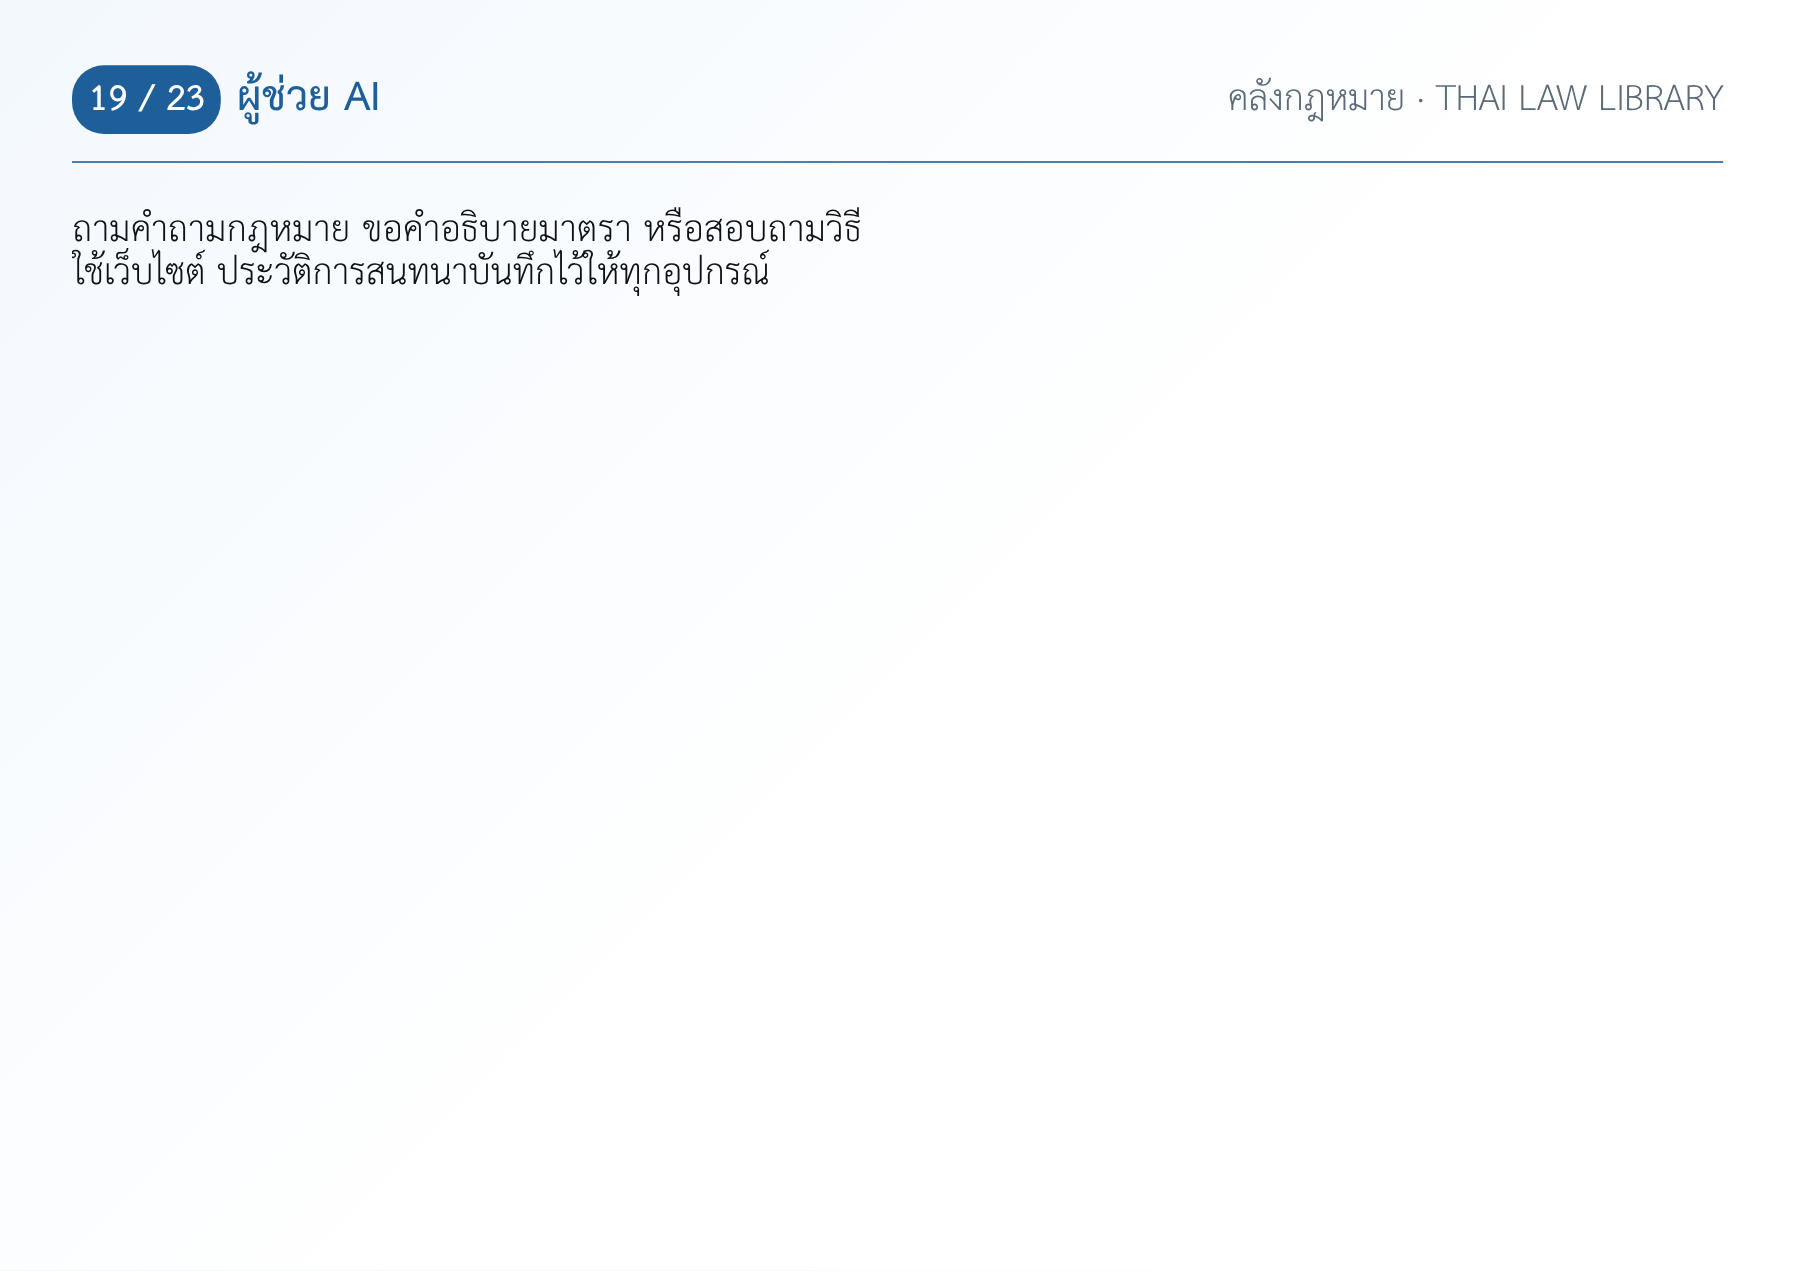 19 / 23 ผู้ช่วย AI
คลังกฎหมาย · THAI LAW LIBRARY
ถามคำถามกฎหมาย ขอคำอธิบายมาตรา หรือสอบถามวิธี
ใช้เว็บไซต์ ประวัติการสนทนาบันทึกไว้ให้ทุกอุปกรณ์